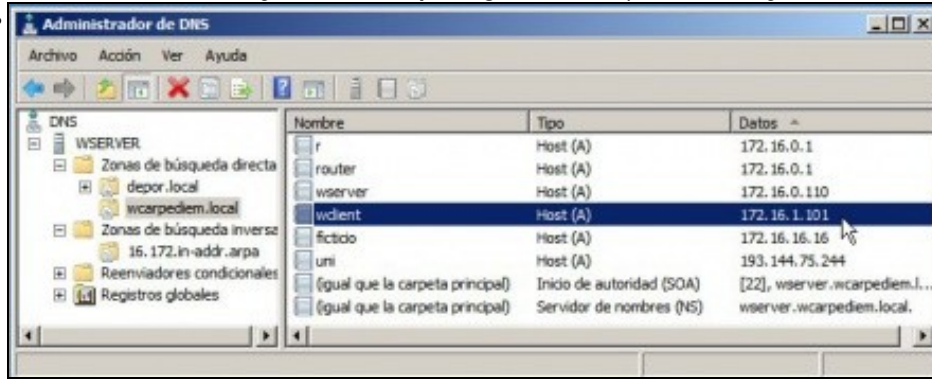 Administrador de DNS
Archivo Acción Ver Ayuda
DNS
WSERVER
Zonas de búsqueda directa
depor.local
wcarpediem.local
Zonas de búsqueda inversa
16.172.in-addr.arpa
Reenviadores condicionales
Registros globales
Nombre Tipo Datos
r Host (A) 172.16.0.1
router Host (A) 172.16.0.1
wserver Host (A) 172.16.0.110
wclient Host (A) 172.16.1.101
ficticio Host (A) 172.16.16.16
uni Host (A) 193.144.75.244
(igual que la carpeta principal) Inicio de autoridad (SOA) [22], wserver.wcarpediem.l...
(igual que la carpeta principal) Servidor de nombres (NS) wserver.wcarpediem.local.